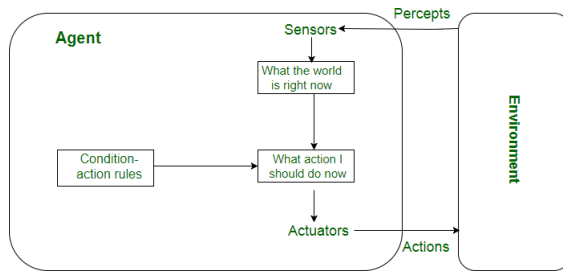 Percepts
Agent
Sensors
What the world
is right now
Condition-
action rules
What action I
should do now
Environment
Actuators
Actions